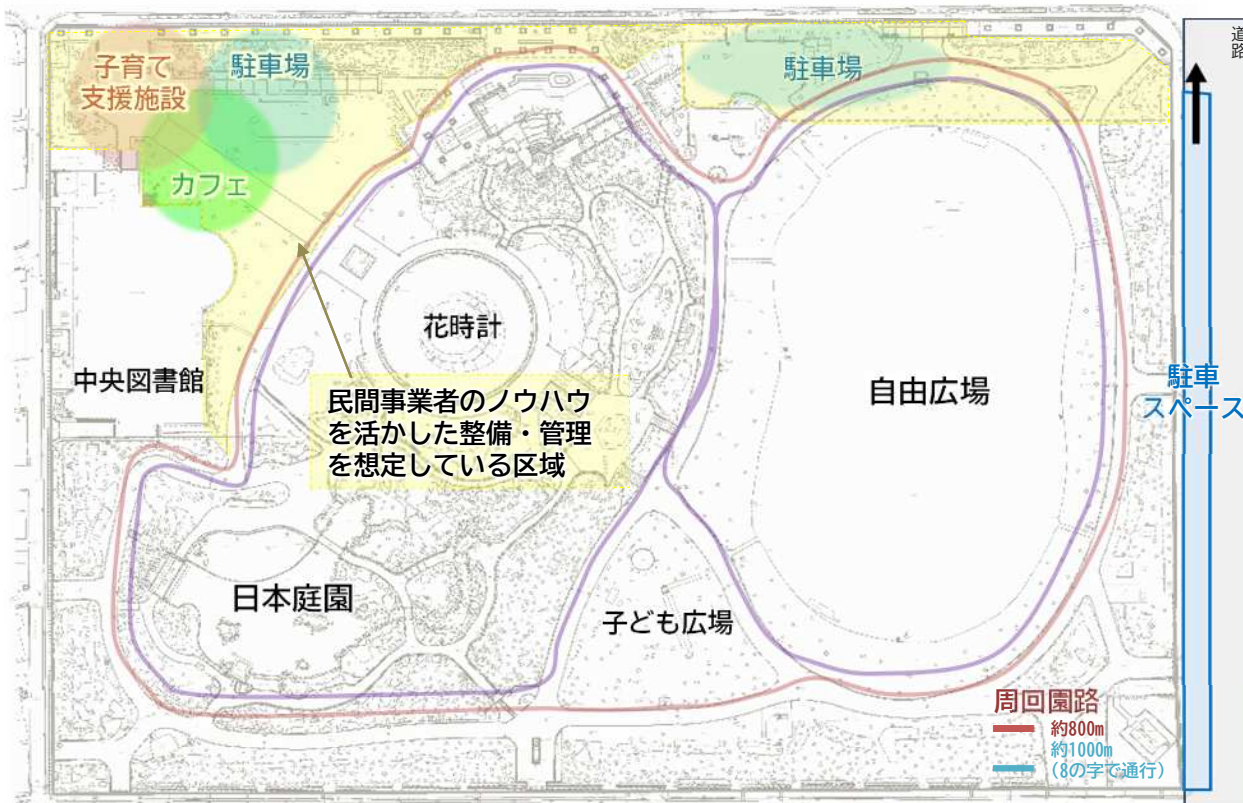 道路
子育て
支援施設
駐車場
駐車場
カフェ
花時計
中央図書館
民間事業者のノウハウ
を活かした整備・管理
を想定している区域
自由広場
駐車
スペース
日本庭園
子ども広場
周回園路
約800m
約1000m
(8の字で通行)